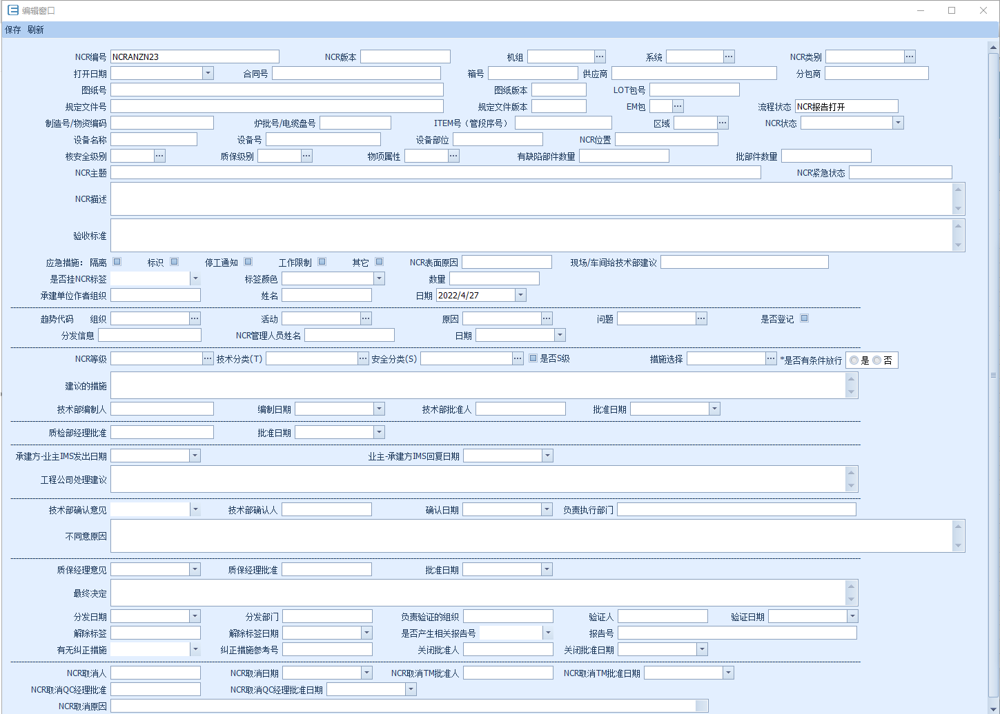 编辑窗口
保存 刷新
NCR编号 NCRANZN23 NCR版本 机组 系统 NCR类别
打开日期 合同号 箱号 供应商 分包商
图纸号 图纸版本 LOT包号
规定文件号 规定文件版本 EM包 流程状态 NCR报告打开
制造号/物资编码 炉批号/电缆盘号 ITEM号（管段序号） 区域 NCR状态
设备名称 设备号 设备部位 NCR位置
核安全级别 质保级别 物项属性 有缺陷部件数量 批部件数量
NCR主题 NCR紧急状态
NCR描述
验收标准
应急措施： 隔离 标识 停工通知 工作限制 其它 NCR表面原因 现场/车间给技术部建议
是否挂NCR标签 标签颜色 数量
承建单位作者组织 姓名 日期 2022/4/27
趋势代码 组织 活动 原因 问题 是否登记
分发信息 NCR管理人员姓名 日期
NCR等级 技术分类(T) 安全分类(S) 是否S级 措施选择 *是否有条件放行 是 否
建议的措施
技术部编制人 编制日期 技术部批准人 批准日期
质检部经理批准 批准日期
承建方-业主IMS发出日期 业主-承建方IMS回复日期
工程公司处理建议
技术部确认意见 技术部确认人 确认日期 负责执行部门
不同意原因
质保经理意见 质保经理批准 批准日期
最终决定
分发日期 分发部门 负责验证的组织 验证人 验证日期
解除标签 解除标签日期 是否产生相关报告号 报告号
有无纠正措施 纠正措施参考号 关闭批准人 关闭批准日期
NCR取消人 NCR取消日期 NCR取消TM批准人 NCR取消TM批准日期
NCR取消QC经理批准 NCR取消QC经理批准日期
NCR取消原因